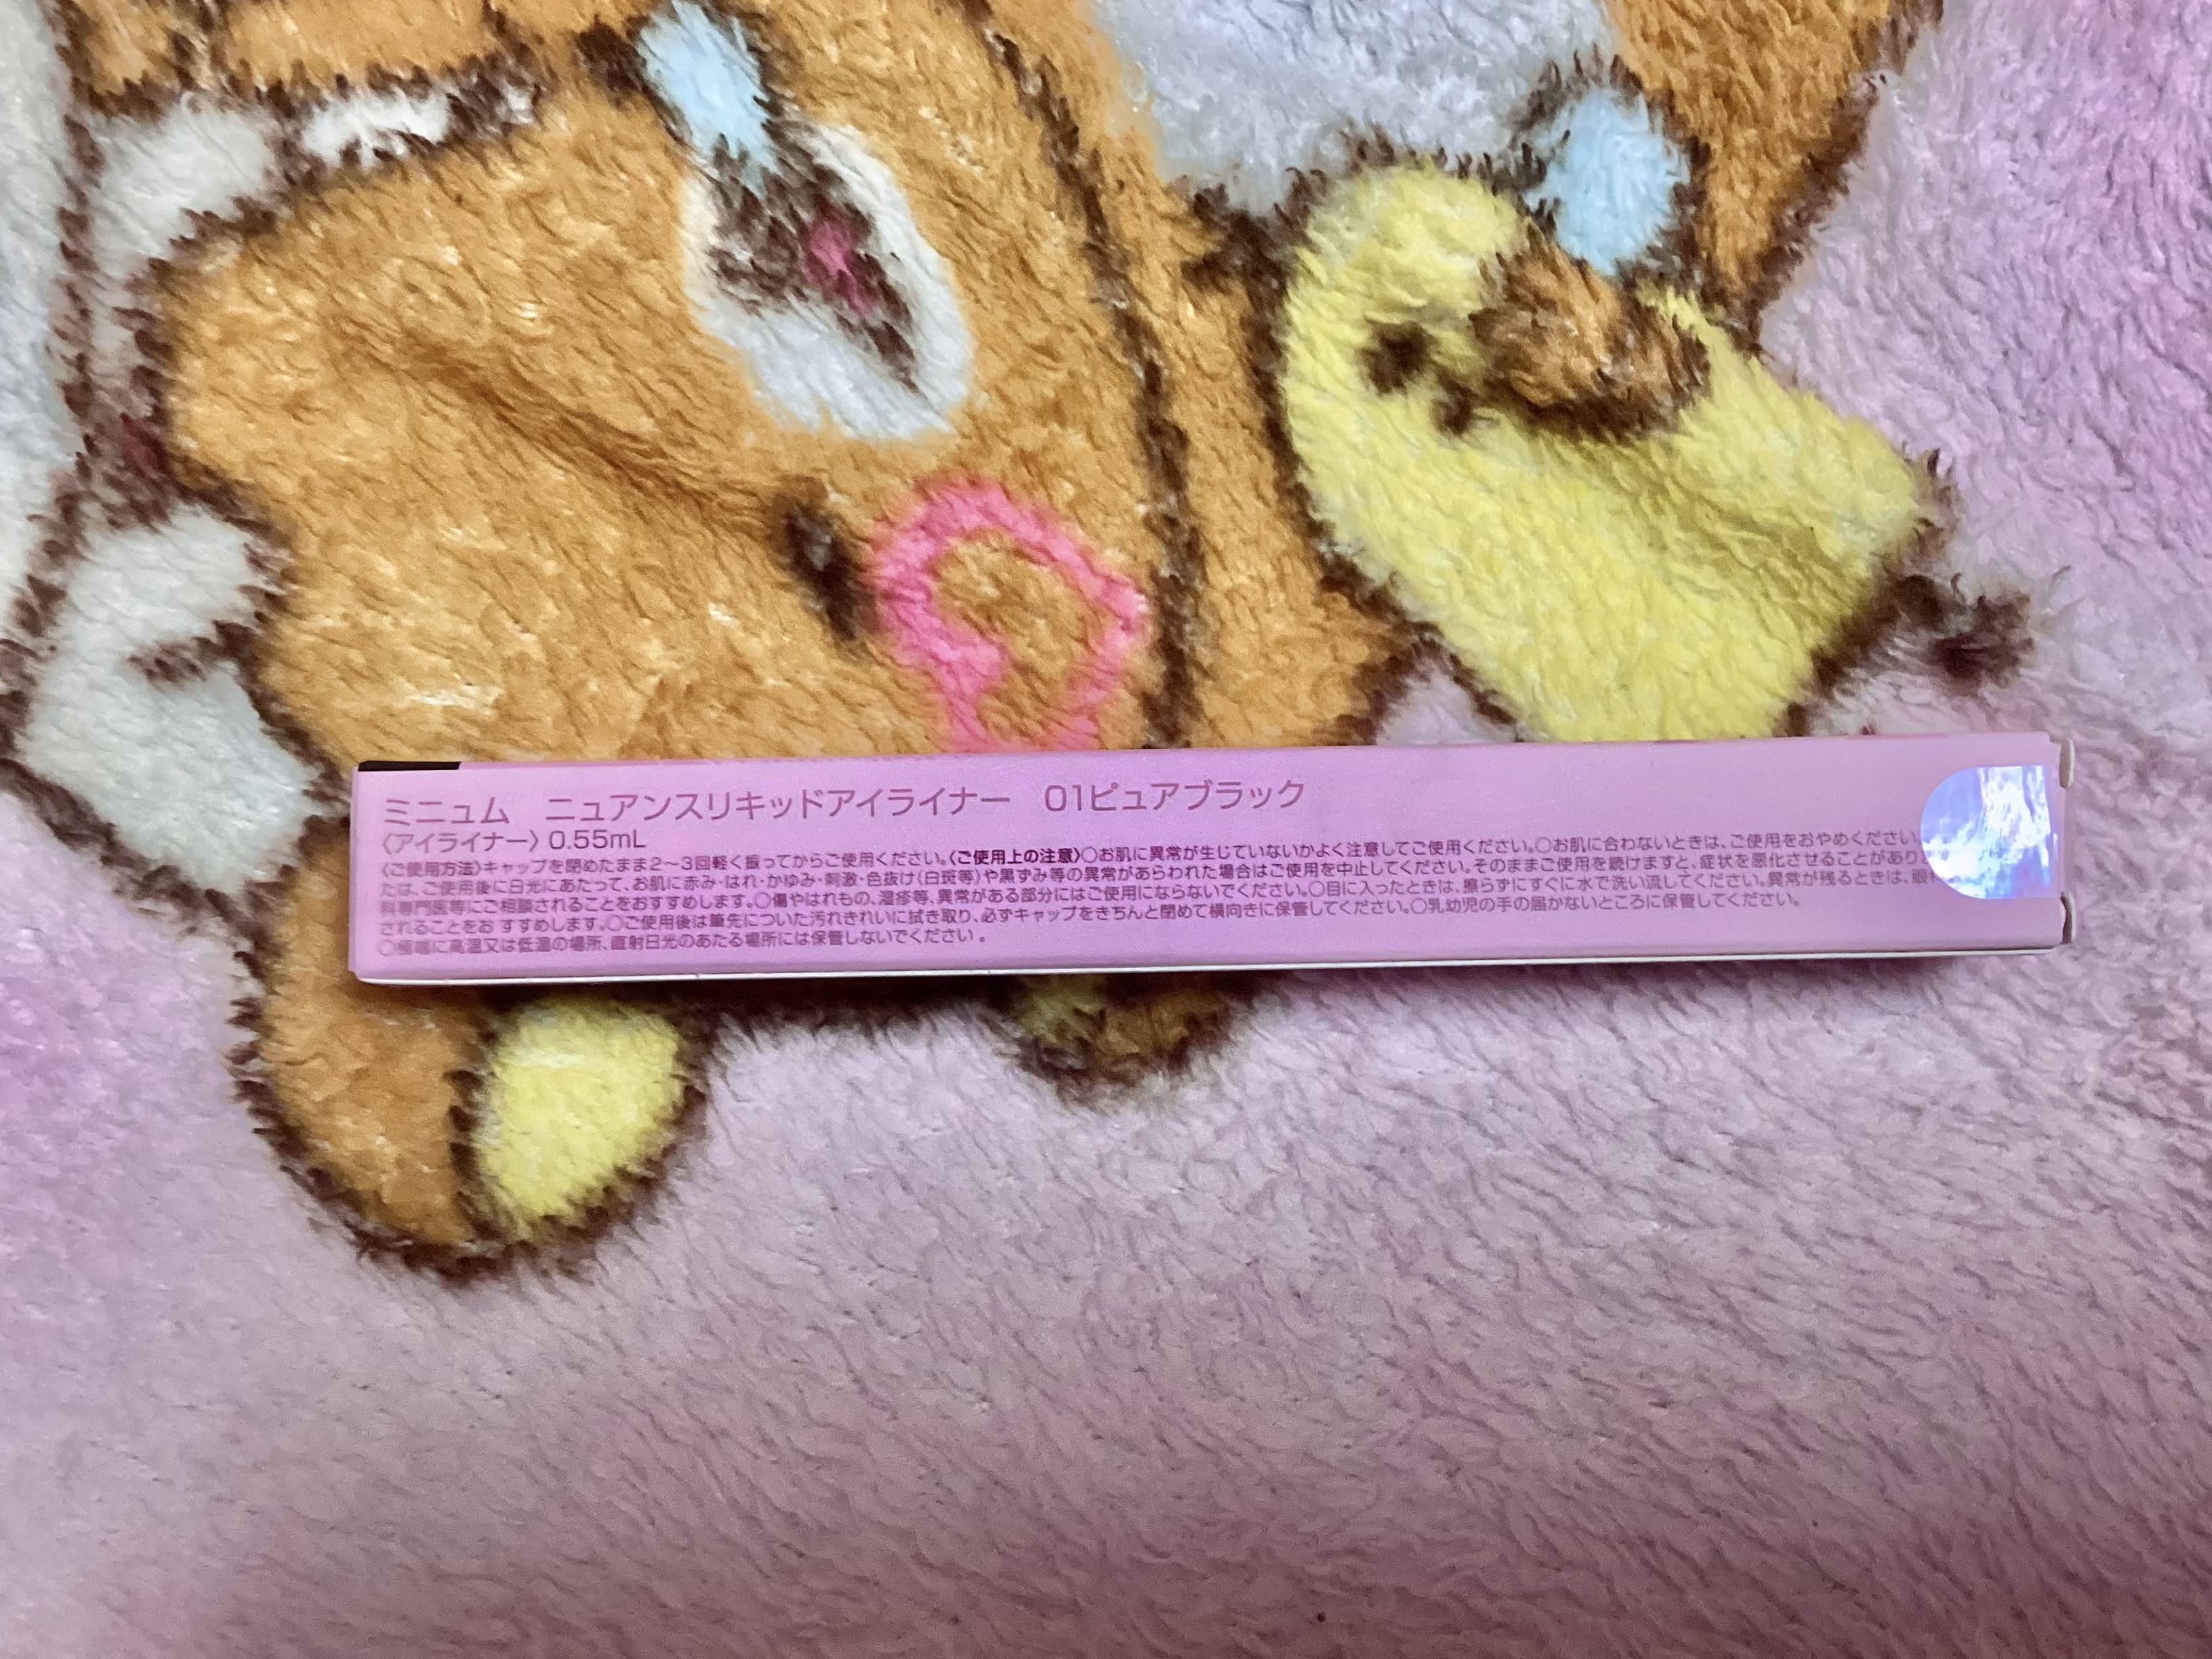 ミニュム　ニュアンスリキッドアイライナー　01ピュアブラック
〈アイライナー〉0.55mL
〈ご使用方法〉キャップを閉めたまま2〜3回軽く振ってからご使用ください。〈ご使用上の注意〉○お肌に異常が生じていないかよく注意してご使用ください。○お肌に合わないときは、ご使用をおやめください
たは、ご使用後に日光にあたって、お肌に赤み・はれ・かゆみ・刺激・色抜け(白斑等)や黒ずみ等の異常があらわれた場合はご使用を中止してください。そのままご使用を続けますと、症状を悪化させることがあり
科専門医等にご相談されることをおすすめします。○傷やはれもの、湿疹等、異常がある部分にはご使用にならないでください。○目に入ったときは、擦らずにすぐに水で洗い流してください。異常が残るときは、眼
されることをお すすめします。○ご使用後は筆先についた汚れきれいに拭き取り、必ずキャップをきちんと閉めて横向きに保管してください。○乳幼児の手の届かないところに保管してください。
○極端に高温又は低温の場所、直射日光のあたる場所には保管しないでください 。